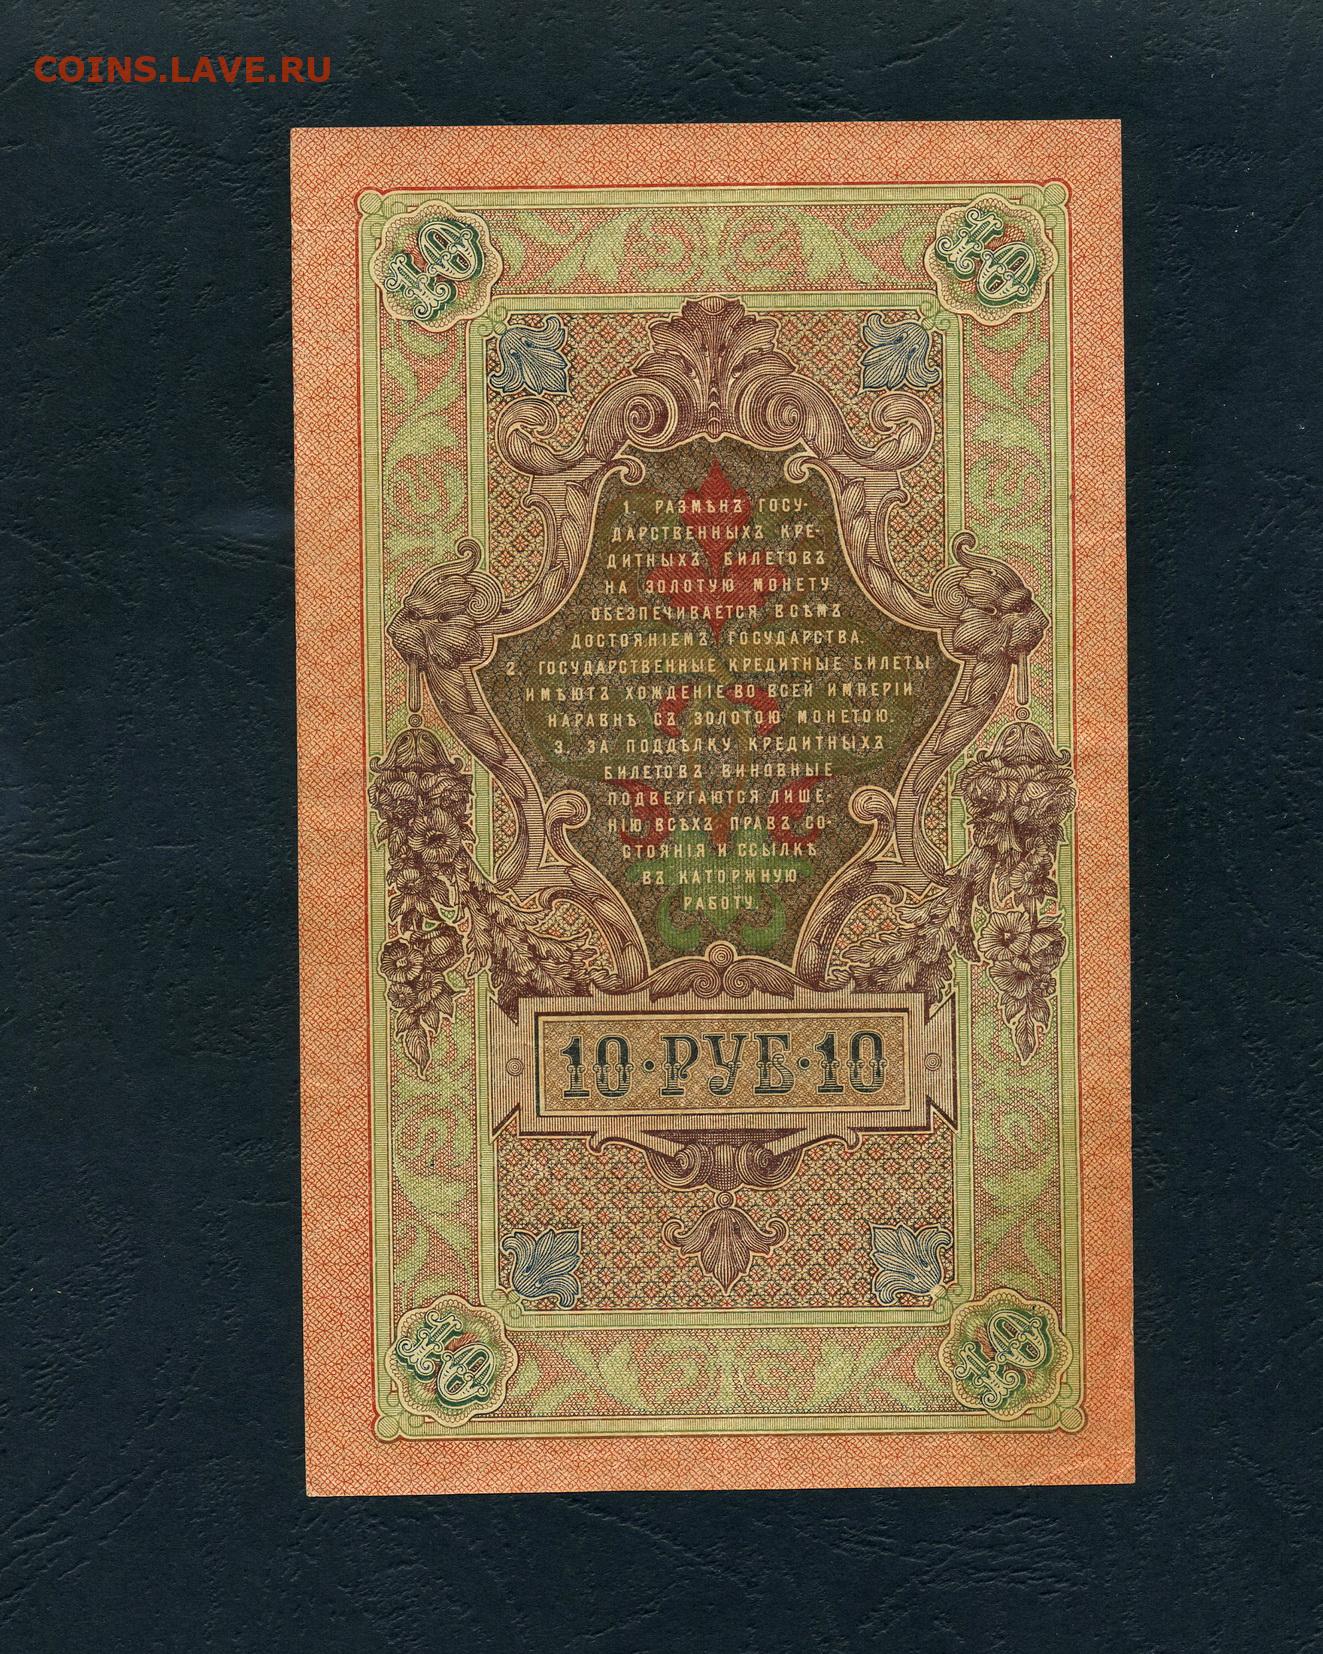 COINS.LAVE.RU
10 10
1. РАЗМѢНЪ ГОСУ-
ДАРСТВЕННЫХЪ КРЕ-
ДИТНЫХЪ БИЛЕТОВЪ
НА ЗОЛОТУЮ МОНЕТУ
ОБЕЗПЕЧИВАЕТСЯ ВСѢМЪ
ДОСТОЯНІЕМЪ ГОСУДАРСТВА.
2. ГОСУДАРСТВЕННЫЕ КРЕДИТНЫЕ БИЛЕТЫ
ИМѢЮТЪ ХОЖДЕНІЕ ВО ВСЕЙ ИМПЕРІИ
НАРАВНѢ СЪ ЗОЛОТОЮ МОНЕТОЮ.
3. ЗА ПОДДѢЛКУ КРЕДИТНЫХЪ
БИЛЕТОВЪ ВИНОВНЫЕ
ПОДВЕРГАЮТСЯ ЛИШЕ-
НІЮ ВСѢХЪ ПРАВЪ СО-
СТОЯНІЯ И ССЫЛКѢ
ВЪ КАТОРЖНУЮ
РАБОТУ.
10·РУБ·10
10 10